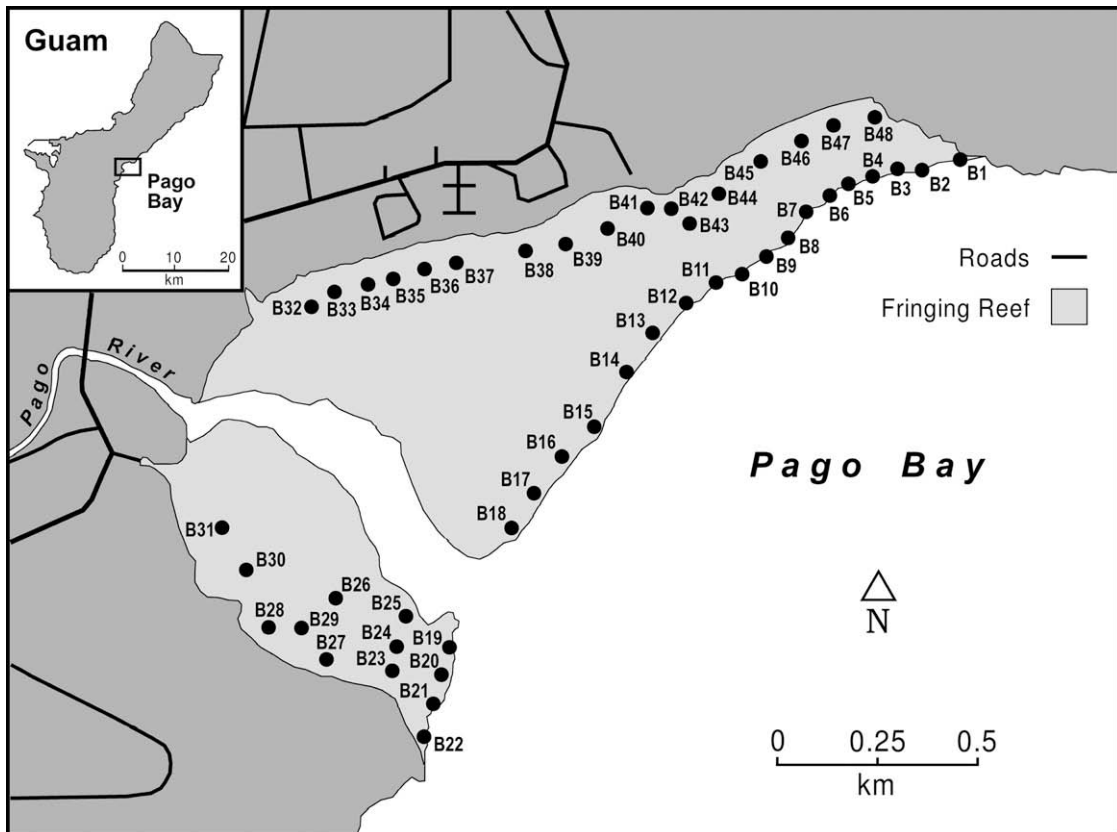 Guam
Pago
Bay
0 10 20
km
B48
B47
B46
B45
B4
B3
B2
B1
B5
B6
B7
B44
B42
B41
B43
B40
B8
B9
B10
B11
B39
B38
B37
B36
B35
B34
B33
B32
B12
B13
B14
B15
B16
B17
B18
Roads
Fringing Reef
Pago River
Pago Bay
B31
B30
B26
B25
B28
B29
B24
B19
B27
B23
B20
B21
B22
N
0 0.25 0.5
km